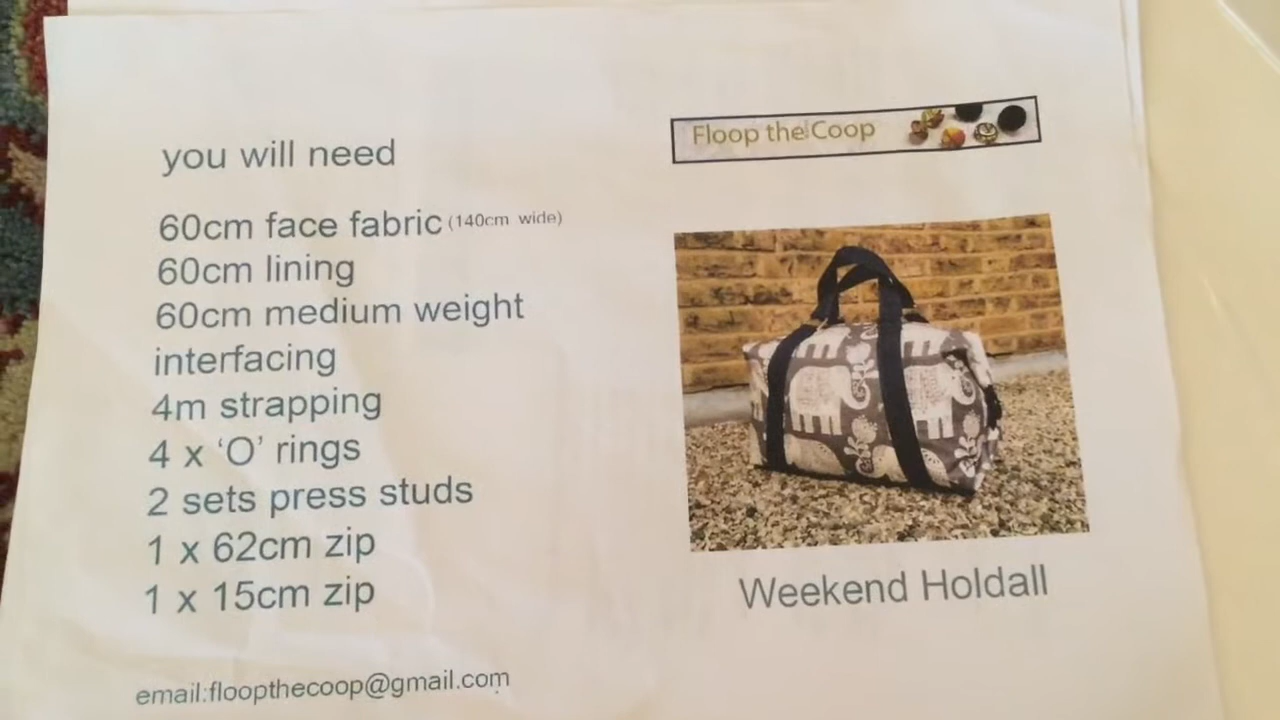 Floop the Coop
you will need
60cm face fabric (140cm wide)
60cm lining
60cm medium weight
interfacing
4m strapping
4 x ‘O’ rings
2 sets press studs
1 x 62cm zip
1 x 15cm zip
Weekend Holdall
email:floopthecoop@gmail.com